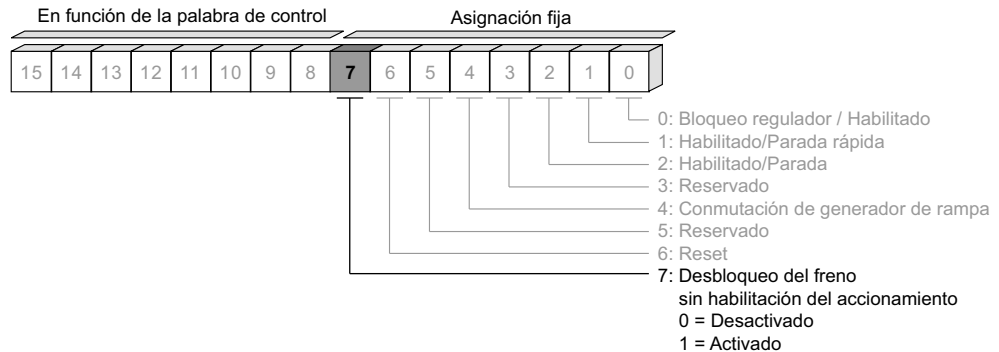 En función de la palabra de control
Asignación fija
15 14 13 12 11 10 9 8 7 6 5 4 3 2 1 0
0: Bloqueo regulador / Habilitado
1: Habilitado/Parada rápida
2: Habilitado/Parada
3: Reservado
4: Conmutación de generador de rampa
5: Reservado
6: Reset
7: Desbloqueo del freno
sin habilitación del accionamiento
0 = Desactivado
1 = Activado